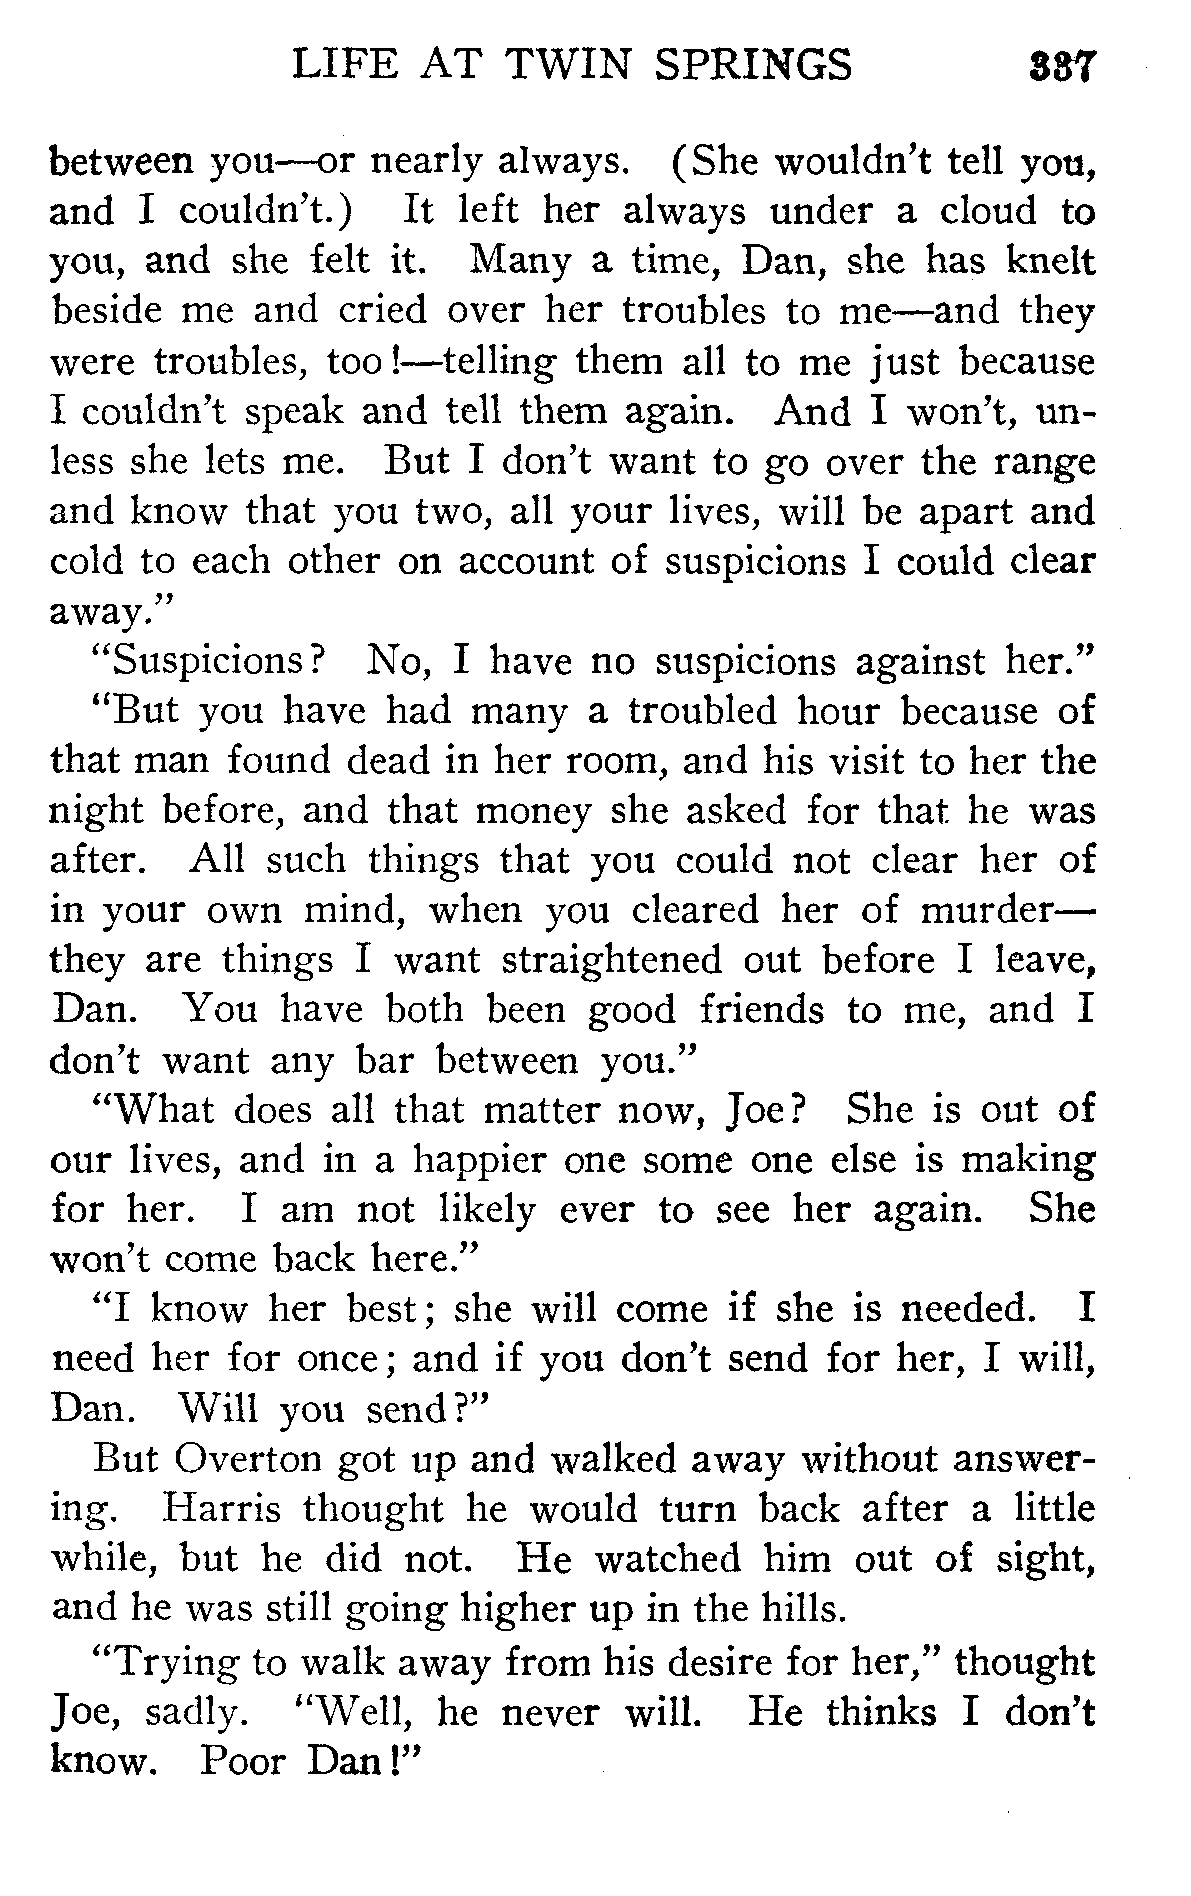 LIFE AT TWIN SPRINGS 337
between you—or nearly always. (She wouldn't tell you,
and I couldn't.) It left her always under a cloud to
you, and she felt it. Many a time, Dan, she has knelt
beside me and cried over her troubles to me—and they
were troubles, too!—telling them all to me just because
I couldn't speak and tell them again. And I won't, un-
less she lets me. But I don't want to go over the range
and know that you two, all your lives, will be apart and
cold to each other on account of suspicions I could clear
away."
"Suspicions? No, I have no suspicions against her."
"But you have had many a troubled hour because of
that man found dead in her room, and his visit to her the
night before, and that money she asked for that he was
after. All such things that you could not clear her of
in your own mind, when you cleared her of murder—
they are things I want straightened out before I leave,
Dan. You have both been good friends to me, and I
don't want any bar between you."
"What does all that matter now, Joe? She is out of
our lives, and in a happier one some one else is making
for her. I am not likely ever to see her again. She
won't come back here."
"I know her best; she will come if she is needed. I
need her for once; and if you don't send for her, I will,
Dan. Will you send?"
But Overton got up and walked away without answer-
ing. Harris thought he would turn back after a little
while, but he did not. He watched him out of sight,
and he was still going higher up in the hills.
"Trying to walk away from his desire for her," thought
Joe, sadly. "Well, he never will. He thinks I don't
know. Poor Dan!"